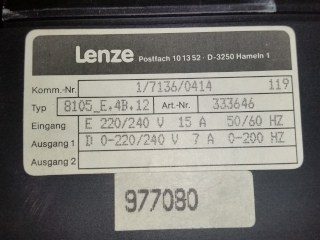 Lenze Postfach 10 13 52 · D-3250 Hameln 1
Komm.-Nr. 1/7136/0414 119
Typ 8105_E.4B.12 Art.-Nr. 333646
Eingang E 220/240 V 15 A 50/60 HZ
Ausgang 1 D 0-220/240 V 7 A 0-200 HZ
Ausgang 2
977080